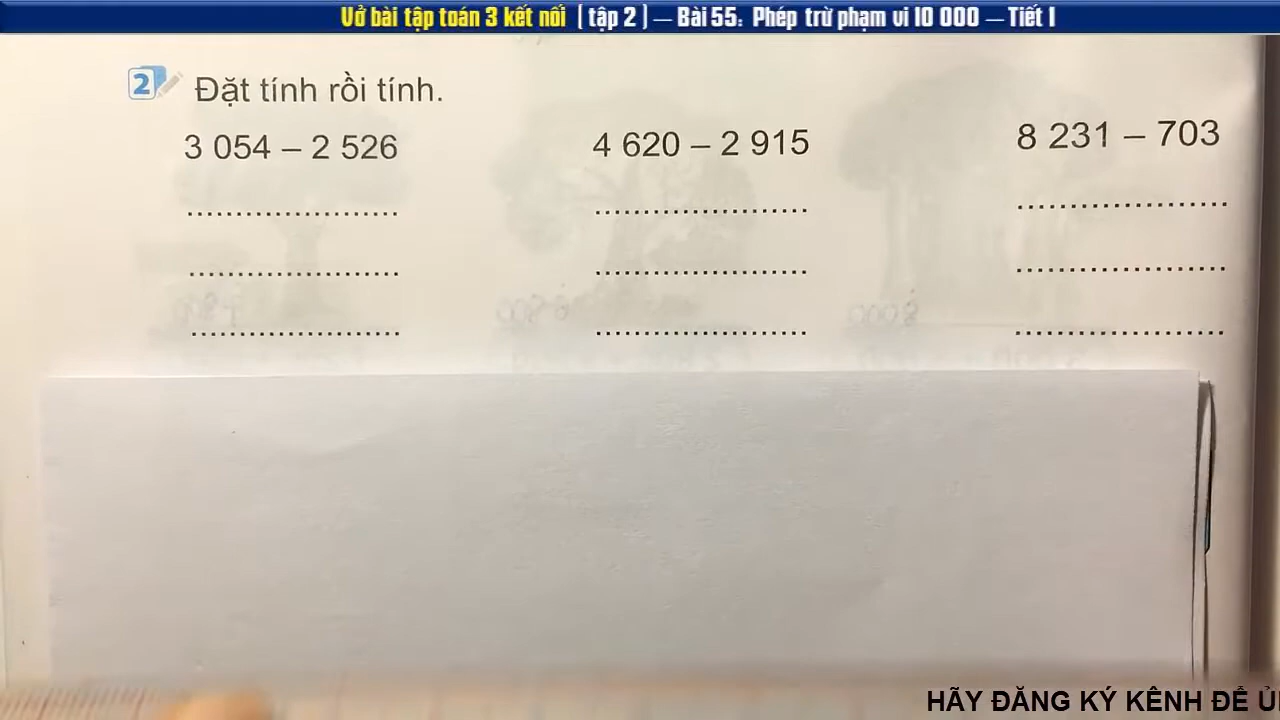 Vở bài tập toán 3 kết nối ( tập 2 ) – Bài 55: Phép trừ phạm vi 10 000 – Tiết 1
2 Đặt tính rồi tính.
3 054 – 2 526 4 620 – 2 915 8 231 – 703
..................... ..................... .....................
..................... ..................... .....................
..................... ..................... .....................
HÃY ĐĂNG KÝ KÊNH ĐỂ